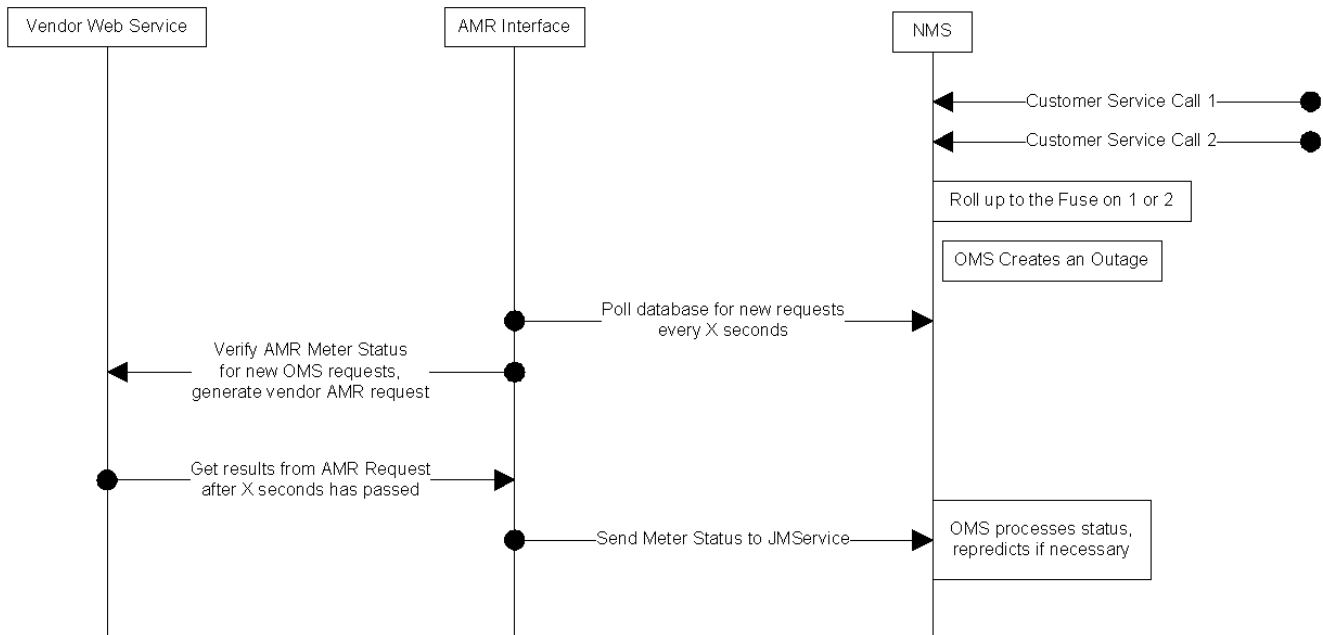 Vendor Web Service
AMR Interface
NMS
Customer Service Call 1
Customer Service Call 2
Roll up to the Fuse on 1 or 2
OMS Creates an Outage
Poll database for new requests
every X seconds
Verify AMR Meter Status
for new OMS requests,
generate vendor AMR request
Get results from AMR Request
after X seconds has passed
Send Meter Status to JMService
OMS processes status,
repredicts if necessary